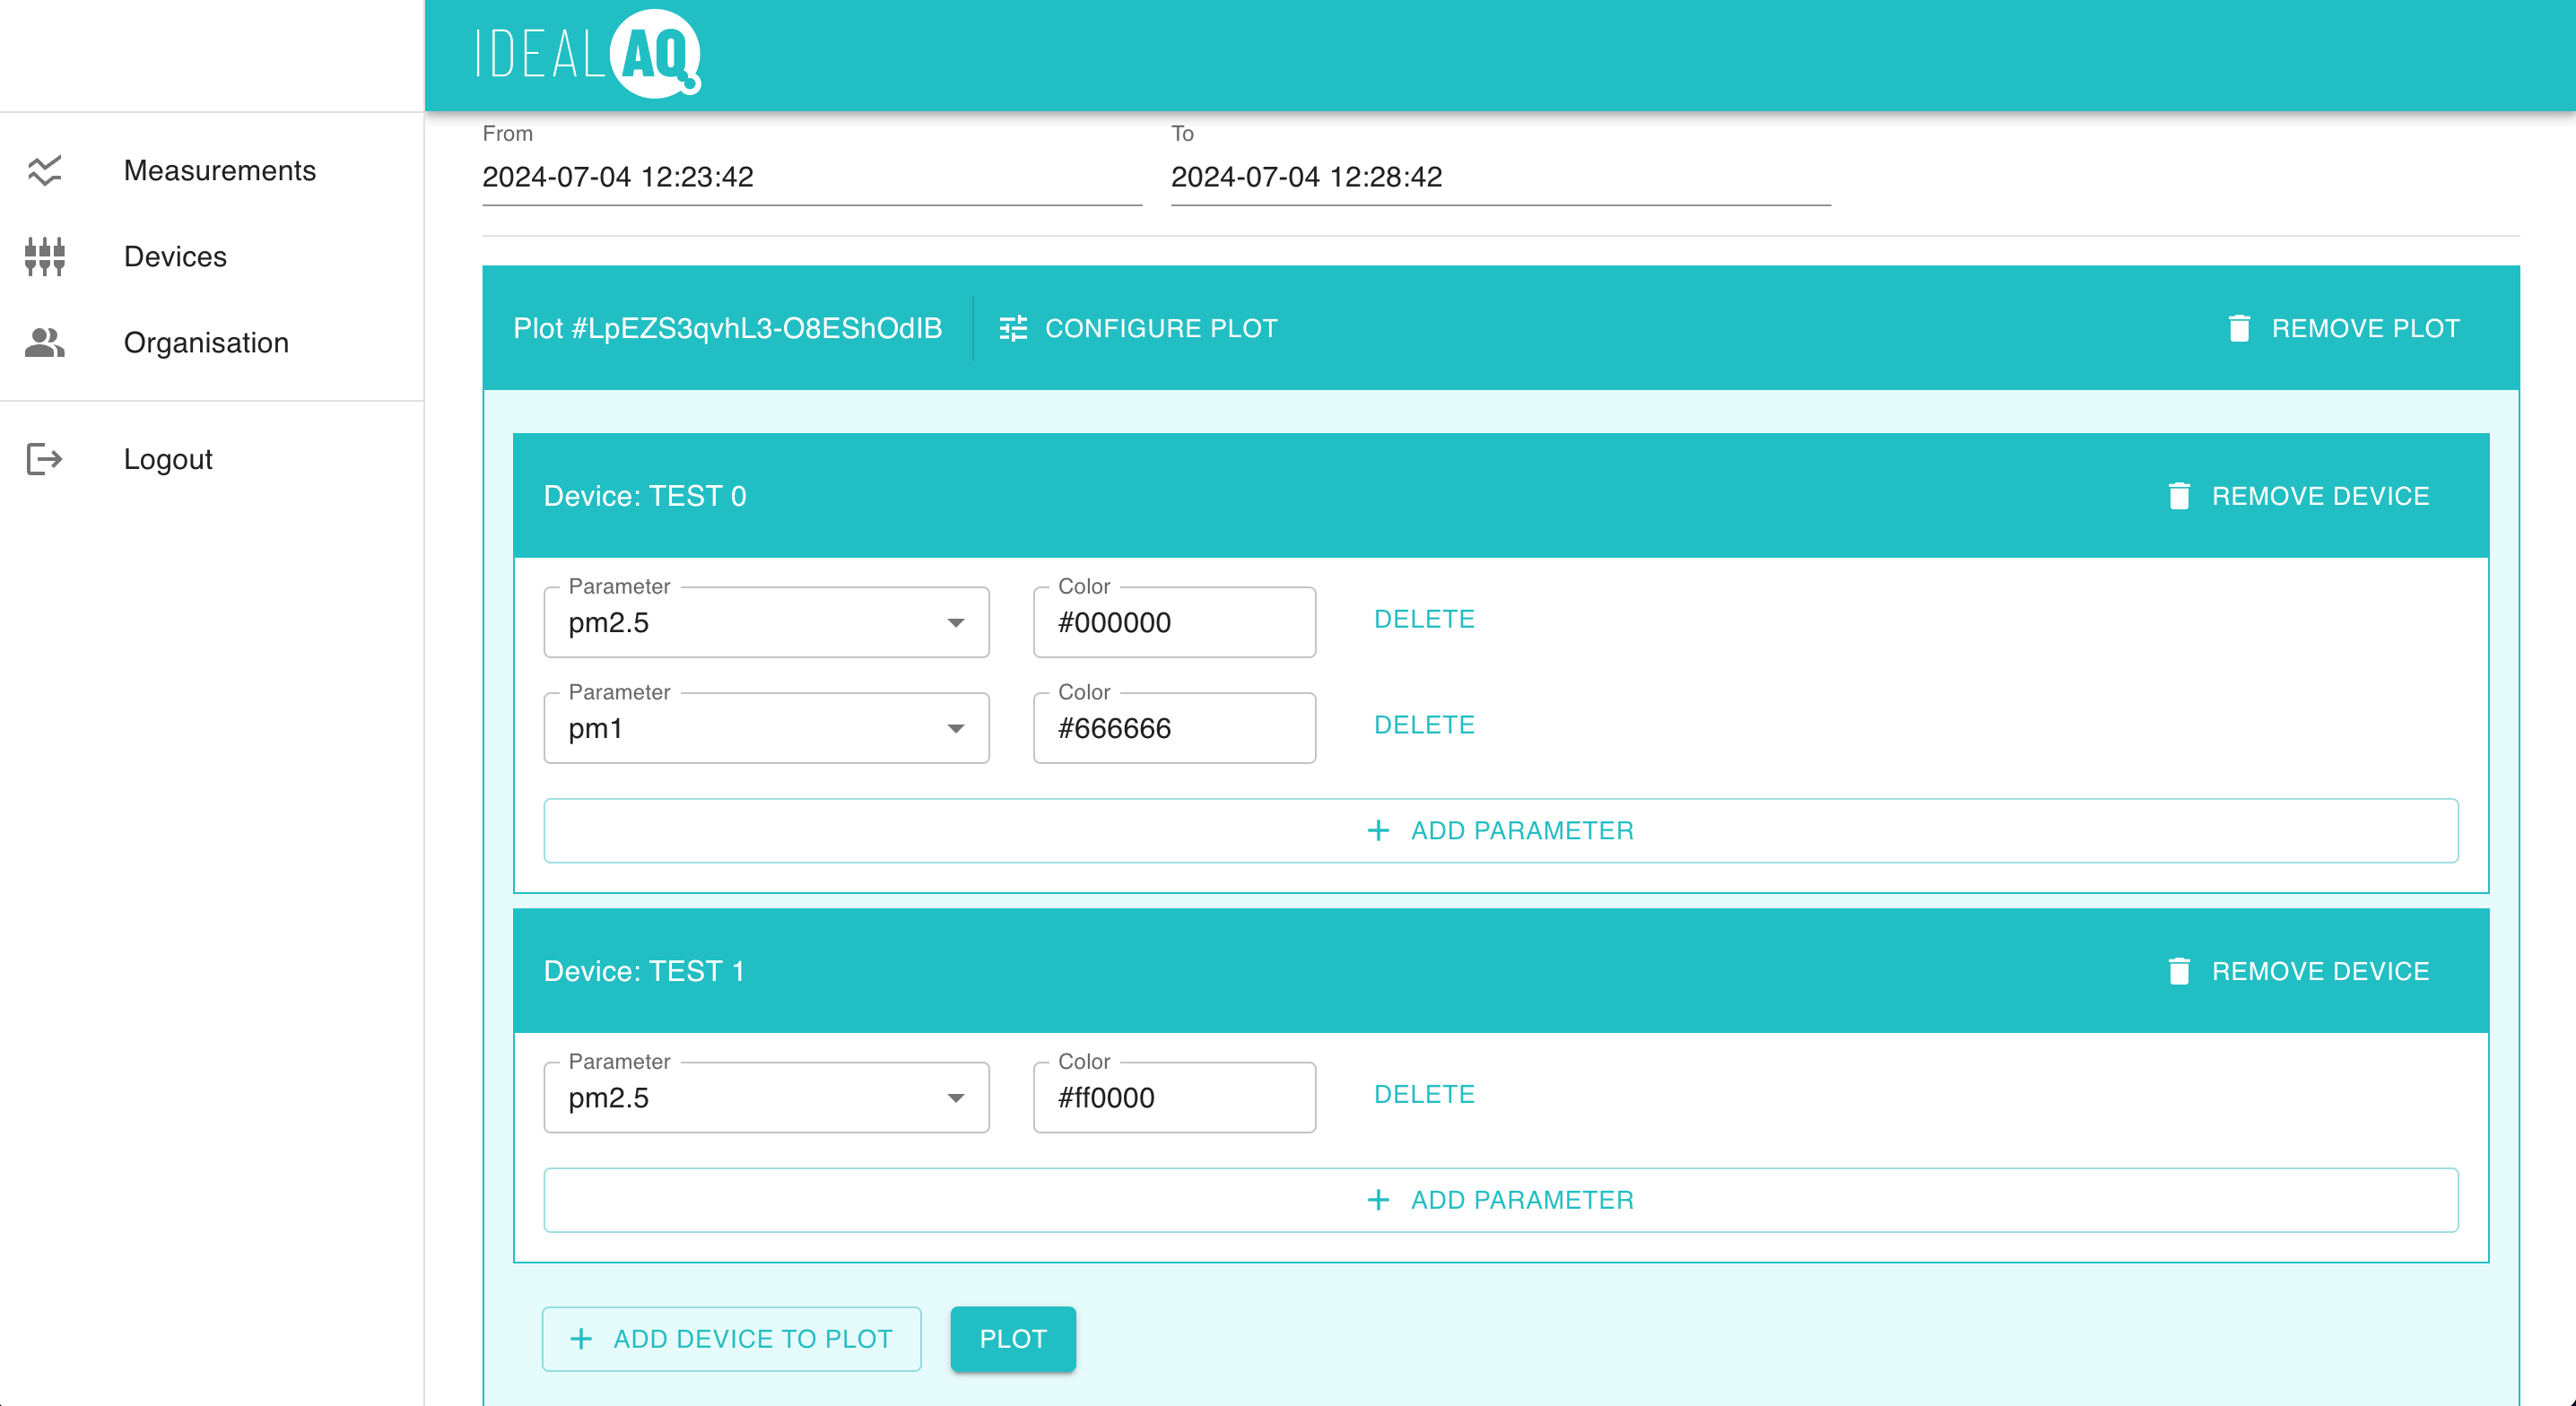 IDEAL AQ
Measurements
Devices
Organisation
Logout
From
To
2024-07-04 12:23:42
2024-07-04 12:28:42
Plot #LpEZS3qvhL3-O8EShOdIB
CONFIGURE PLOT
REMOVE PLOT
Device: TEST 0
REMOVE DEVICE
Parameter
Color
pm2.5
#000000
DELETE
Parameter
Color
pm1
#666666
DELETE
+ ADD PARAMETER
Device: TEST 1
REMOVE DEVICE
Parameter
Color
pm2.5
#ff0000
DELETE
+ ADD PARAMETER
+ ADD DEVICE TO PLOT
PLOT